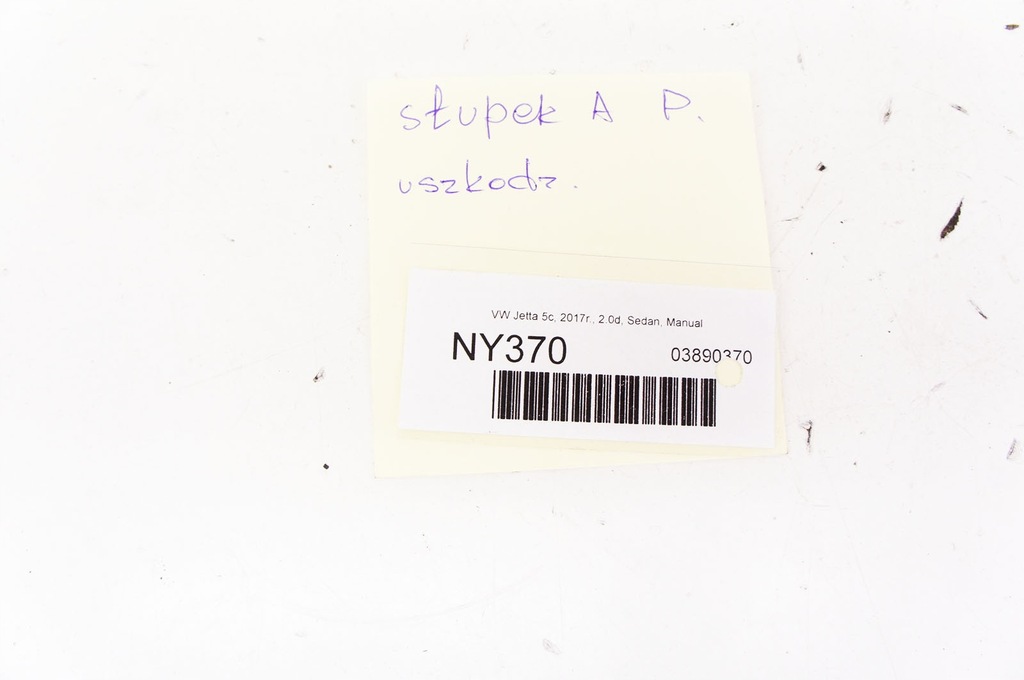 słupek A P.
uszkodz.
VW Jetta 5c, 2017r., 2.0d, Sedan, Manual
NY370 03890370